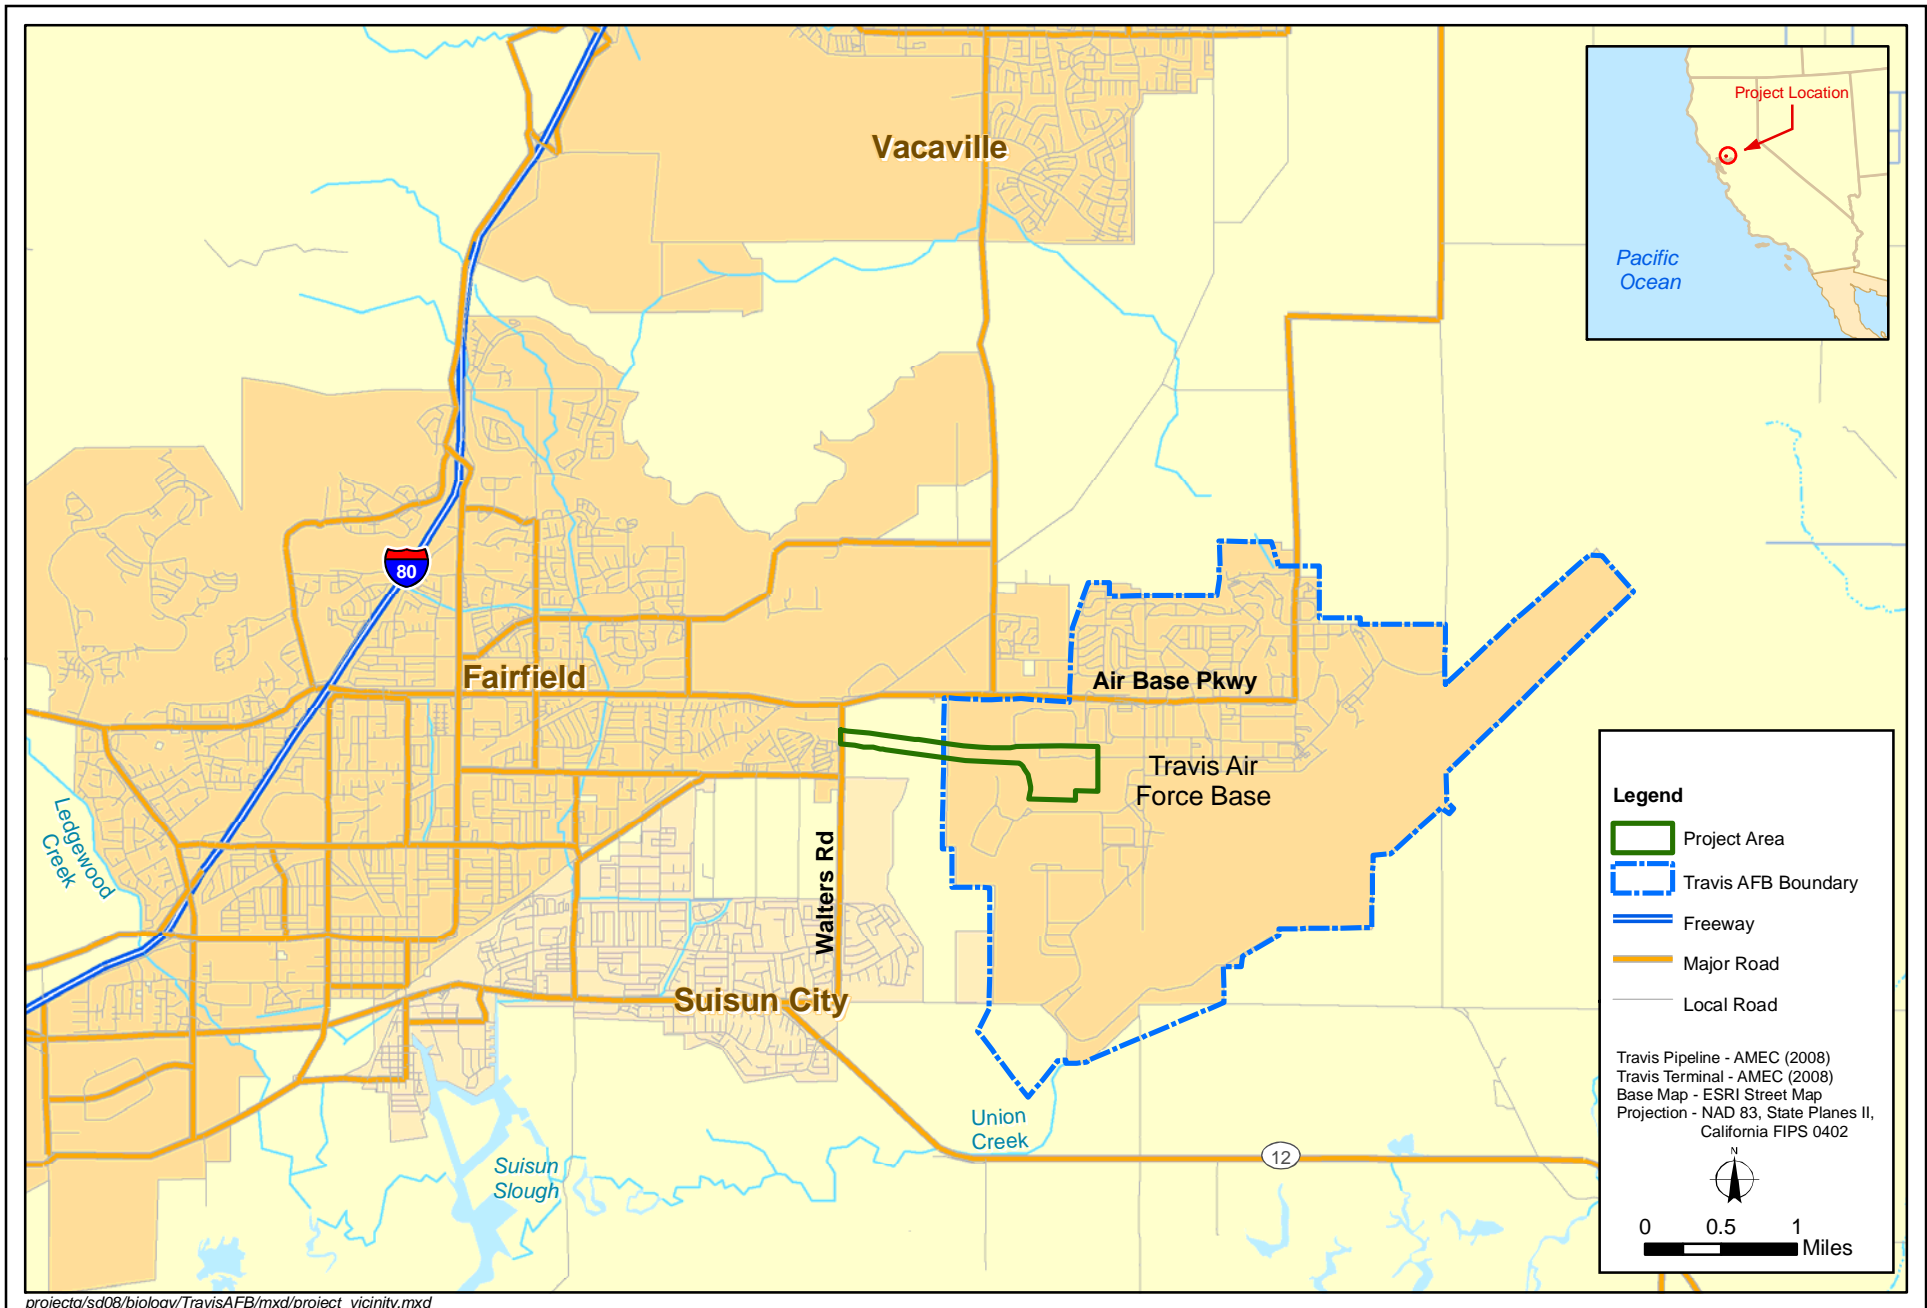 Vacaville
Project Location
Pacific
Ocean
80
Fairfield
Air Base Pkwy
Travis Air
Force Base
Ledgewood
Creek
Walters Rd
Suisun City
Union
Creek
Suisun
Slough
12
Legend
Project Area
Travis AFB Boundary
Freeway
Major Road
Local Road
Travis Pipeline - AMEC (2008)
Travis Terminal - AMEC (2008)
Base Map - ESRI Street Map
Projection - NAD 83, State Planes II,
California FIPS 0402
N
0 0.5 1
Miles
projectg/sd08/biology/TravisAFB/mxd/project_vicinity.mxd